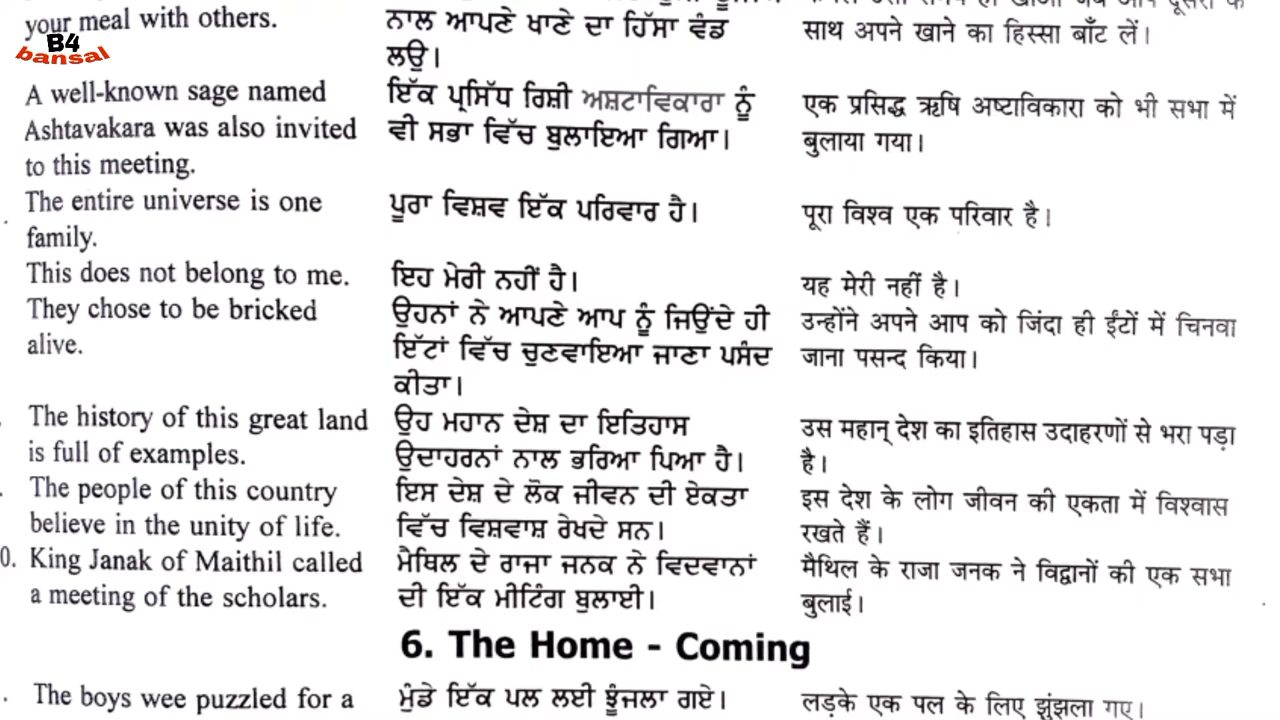 your meal with others.
ਨਾਲ ਆਪਣੇ ਖਾਣੇ ਦਾ ਹਿੱਸਾ ਵੰਡ
ਲਉ।
साथ अपने खाने का हिस्सा बाँट लें।
B4
bansal
A well-known sage named
Ashtavakara was also invited
to this meeting.
ਇੱਕ ਪ੍ਰਸਿੱਧ ਰਿਸ਼ੀ ਅਸ਼ਟਾਵਿਕਾਰਾ ਨੂੰ
ਵੀ ਸਭਾ ਵਿੱਚ ਬੁਲਾਇਆ ਗਿਆ।
एक प्रसिद्ध ऋषि अष्टाविकारा को भी सभा में
बुलाया गया।
The entire universe is one
family.
ਪੂਰਾ ਵਿਸ਼ਵ ਇੱਕ ਪਰਿਵਾਰ ਹੈ।
पूरा विश्व एक परिवार है।
This does not belong to me.
ਇਹ ਮੇਰੀ ਨਹੀਂ ਹੈ।
यह मेरी नहीं है।
They chose to be bricked
alive.
ਉਹਨਾਂ ਨੇ ਆਪਣੇ ਆਪ ਨੂੰ ਜਿਉਂਦੇ ਹੀ
ਇੱਟਾਂ ਵਿੱਚ ਚੁਣਵਾਇਆ ਜਾਣਾ ਪਸੰਦ
ਕੀਤਾ।
उन्होंने अपने आप को जिंदा ही ईंटों में चिनवा
जाना पसन्द किया।
The history of this great land
is full of examples.
ਉਹ ਮਹਾਨ ਦੇਸ਼ ਦਾ ਇਤਿਹਾਸ
ਉਦਾਹਰਨਾਂ ਨਾਲ ਭਰਿਆ ਪਿਆ ਹੈ।
उस महान् देश का इतिहास उदाहरणों से भरा पड़ा
है।
The people of this country
believe in the unity of life.
ਇਸ ਦੇਸ਼ ਦੇ ਲੋਕ ਜੀਵਨ ਦੀ ਏਕਤਾ
ਵਿੱਚ ਵਿਸ਼ਵਾਸ਼ ਰੇਖਦੇ ਸਨ।
इस देश के लोग जीवन की एकता में विश्वास
रखते हैं।
0. King Janak of Maithil called
a meeting of the scholars.
ਮੈਥਿਲ ਦੇ ਰਾਜਾ ਜਨਕ ਨੇ ਵਿਦਵਾਨਾਂ
ਦੀ ਇੱਕ ਮੀਟਿੰਗ ਬੁਲਾਈ।
मैथिल के राजा जनक ने विद्वानों की एक सभा
बुलाई।
6. The Home - Coming
The boys wee puzzled for a
ਮੁੰਡੇ ਇੱਕ ਪਲ ਲਈ ਝੂੰਜਲਾ ਗਏ।
लड़के एक पल के लिए झुंझला गए।